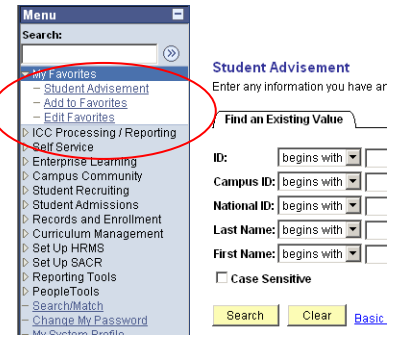 Menu
Search:
My Favorites
– Student Advisement
– Add to Favorites
– Edit Favorites
ICC Processing / Reporting
Self Service
Enterprise Learning
Campus Community
Student Recruiting
Student Admissions
Records and Enrollment
Curriculum Management
Set Up HRMS
Set Up SACR
Reporting Tools
PeopleTools
– Search/Match
– Change My Password
– My System Profile
Student Advisement
Enter any information you have an
Find an Existing Value
ID: begins with
Campus ID: begins with
National ID: begins with
Last Name: begins with
First Name: begins with
Case Sensitive
Search Clear Basic